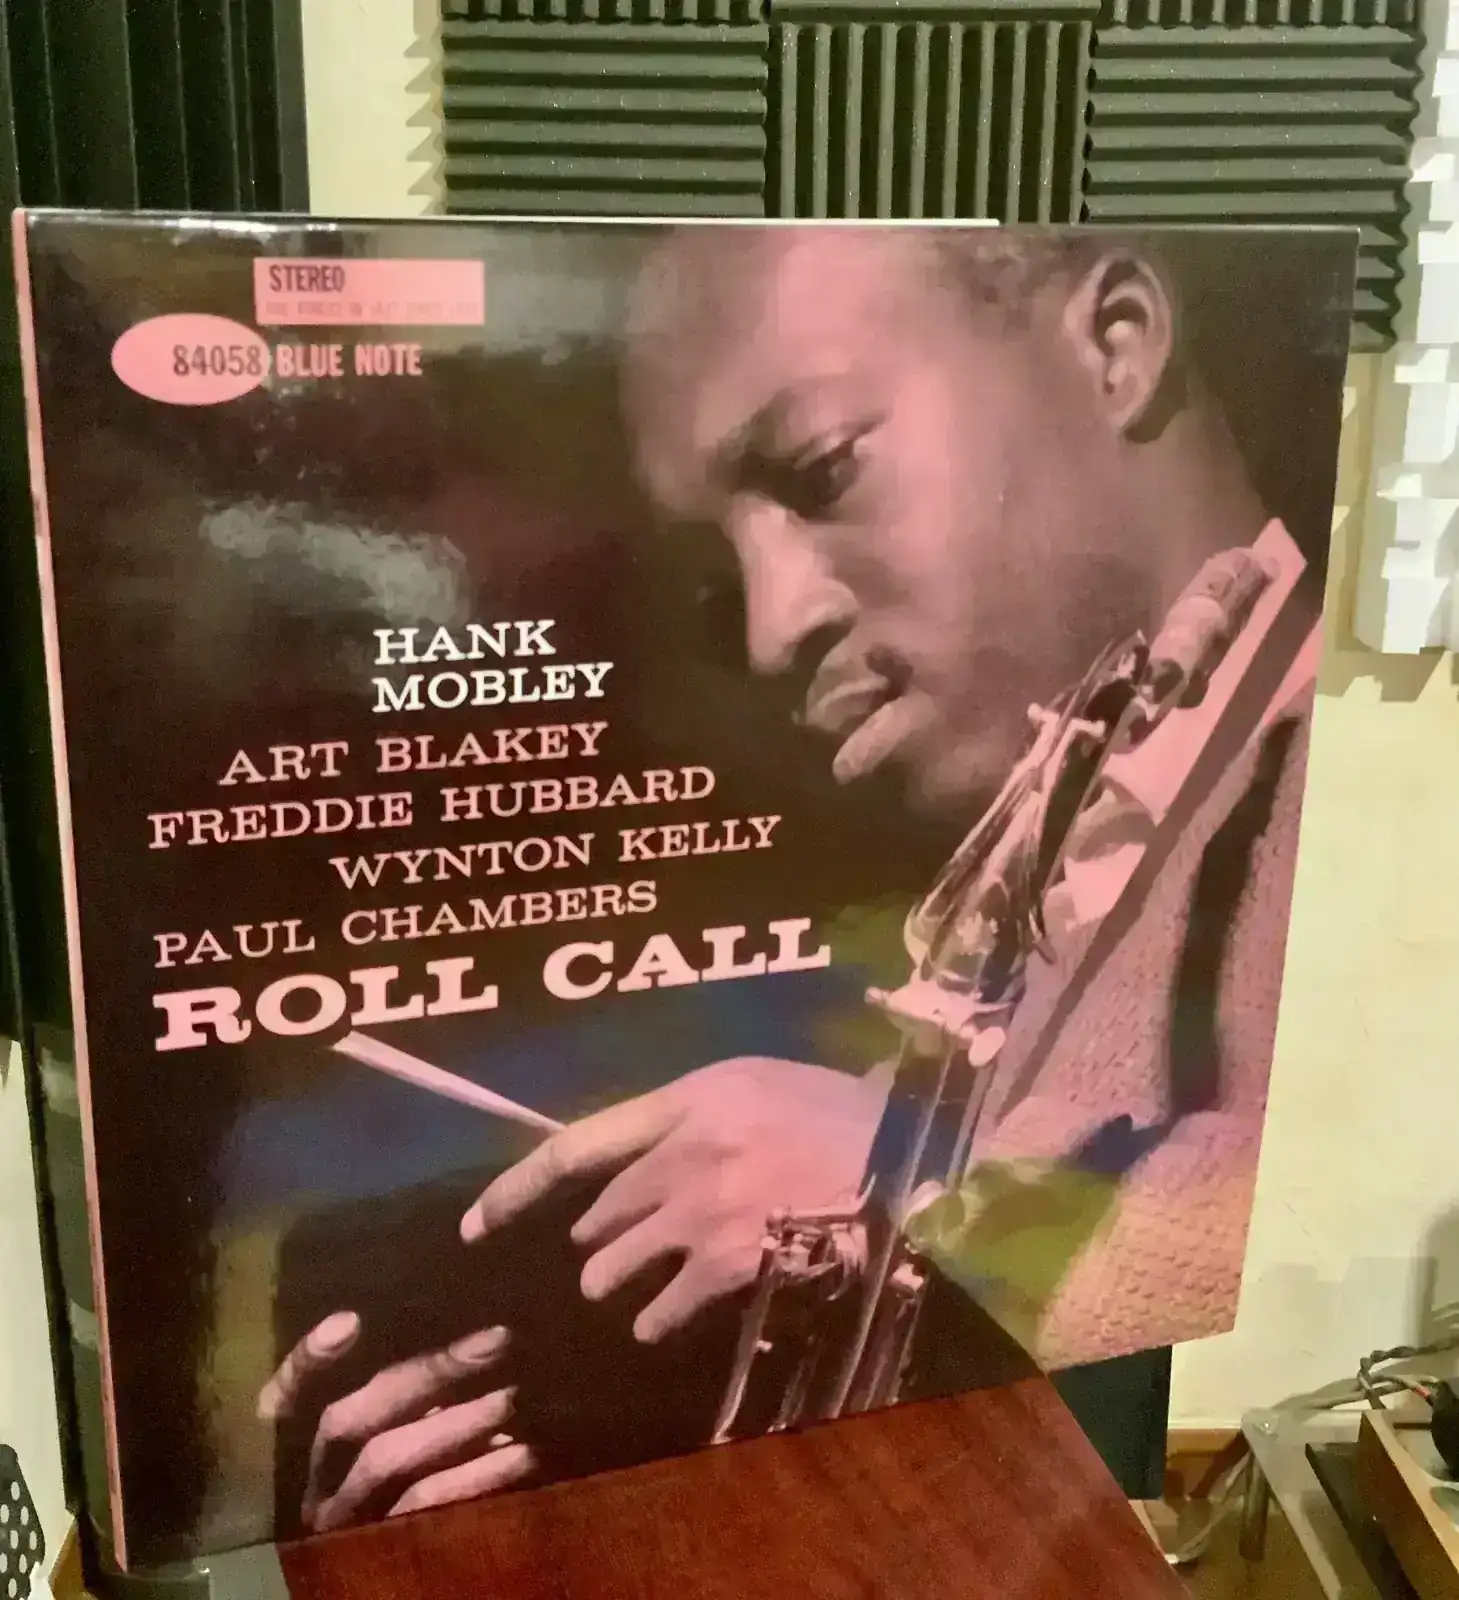 STEREO
84058 BLUE NOTE
HANK
MOBLEY
ART BLAKEY
FREDDIE HUBBARD
WYNTON KELLY
PAUL CHAMBERS
ROLL CALL